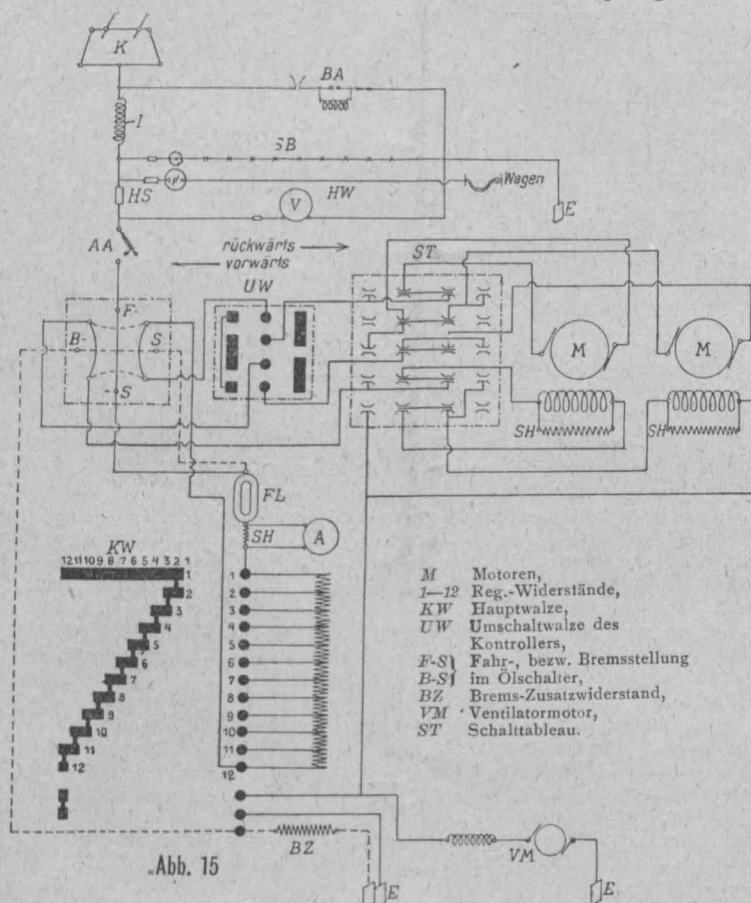 K
BA
I
SB
HS
HW
Wagen
V
E
AA
rückwärts
vorwärts
ST
UW
F-
B-
S
-S
M
M
SH
SH
FL
SH
A
KW
12 11 10 9 8 7 6 5 4 3 2 1
1
2
3
4
5
6
7
8
9
10
11
12
1
2
3
4
5
6
7
8
9
10
11
12
M Motoren,
1—12 Reg.-Widerstände,
KW Hauptwalze,
UW Umschaltwalze des
Kontrollers,
F-S} Fahr-, bezw. Bremsstellung
B-S} im Ölschalter,
BZ Brems-Zusatzwiderstand,
VM Ventilatormotor,
ST Schalttableau.
BZ
VM
Abb. 15
E
E